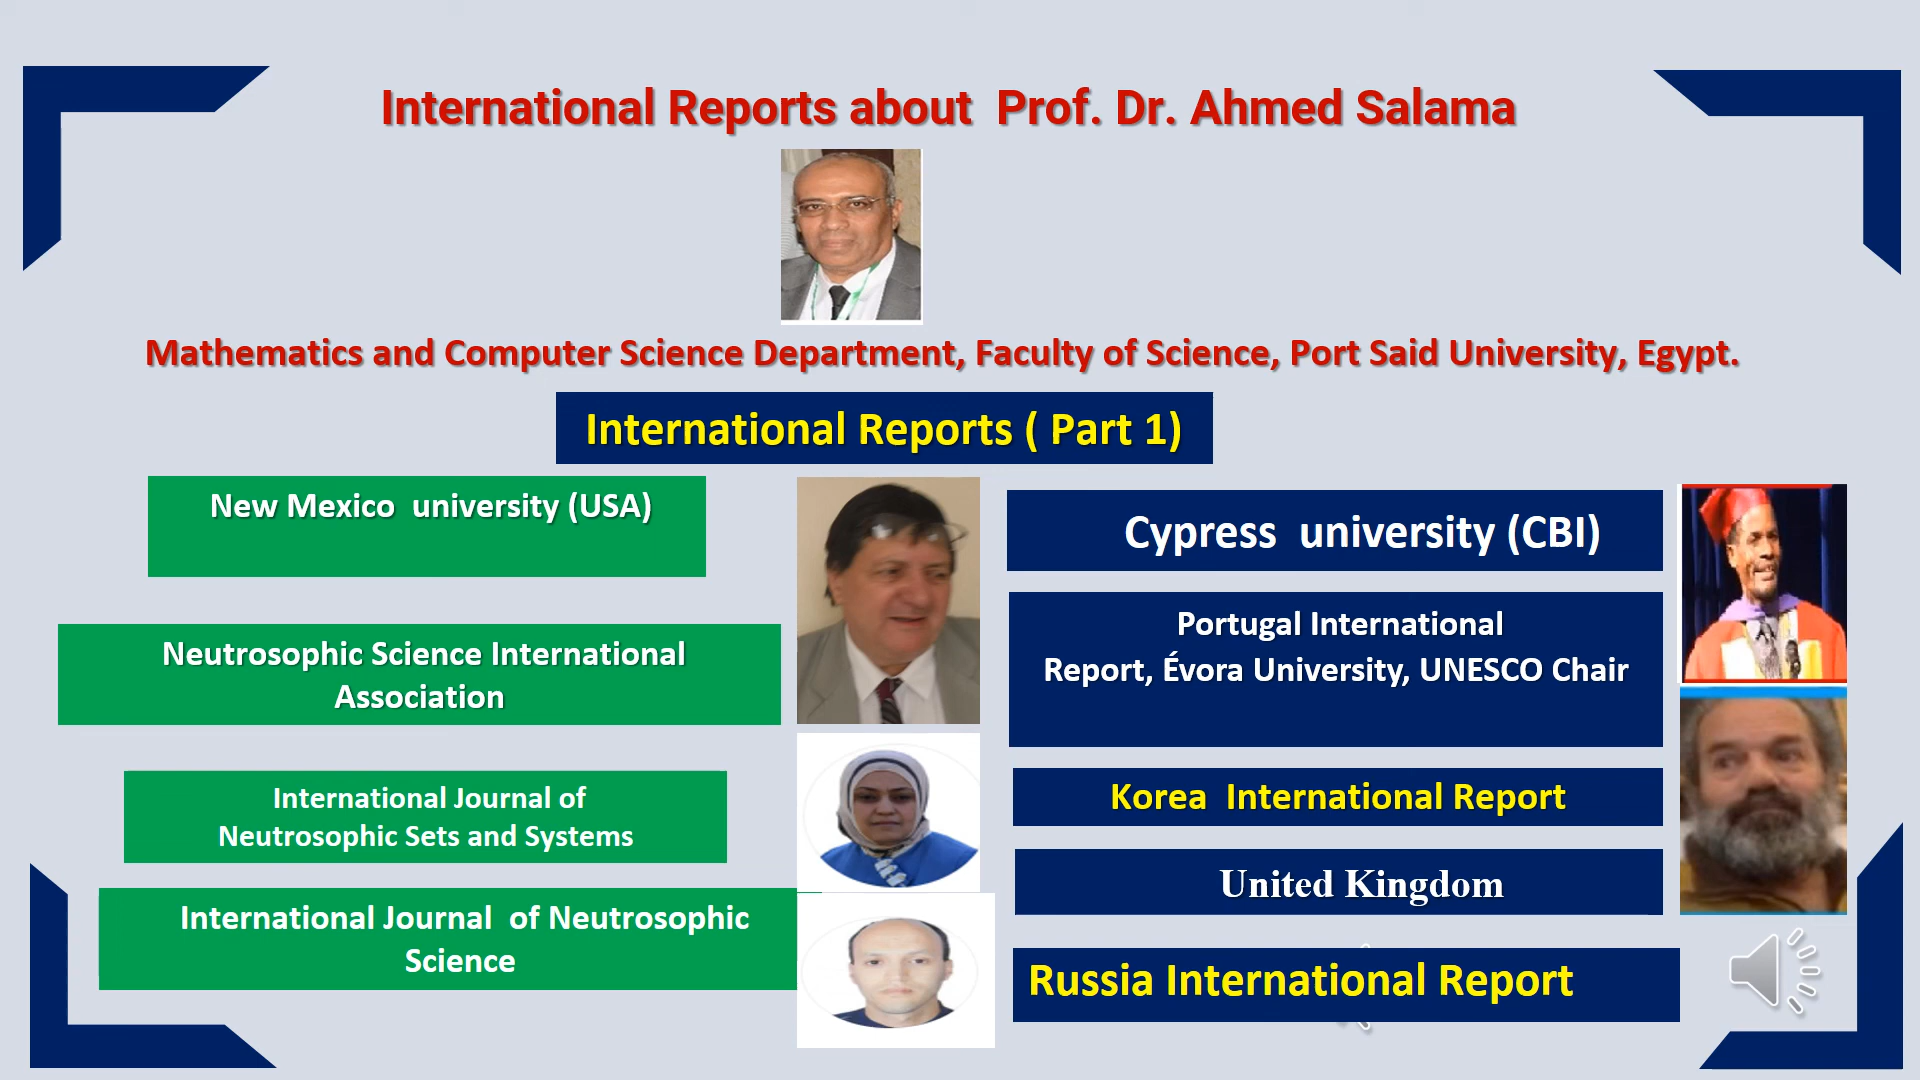 International Reports about  Prof. Dr. Ahmed Salama
Mathematics and Computer Science Department, Faculty of Science, Port Said University, Egypt.
International Reports ( Part 1)
New Mexico  university (USA)
Neutrosophic Science International
Association
International Journal of
Neutrosophic Sets and Systems
International Journal  of Neutrosophic
Science
Cypress  university (CBI)
Portugal International
Report, Évora University, UNESCO Chair
Korea  International Report
United Kingdom
Russia International Report